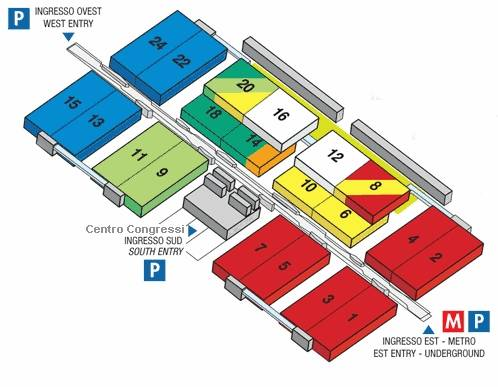 P
INGRESSO OVEST
WEST ENTRY
24
22
20
16
18
14
15
13
12
8
11
9
10
6
Centro Congressi
INGRESSO SUD
SOUTH ENTRY
P
4
2
7
5
3
1
M P
INGRESSO EST - METRO
EST ENTRY - UNDERGROUND